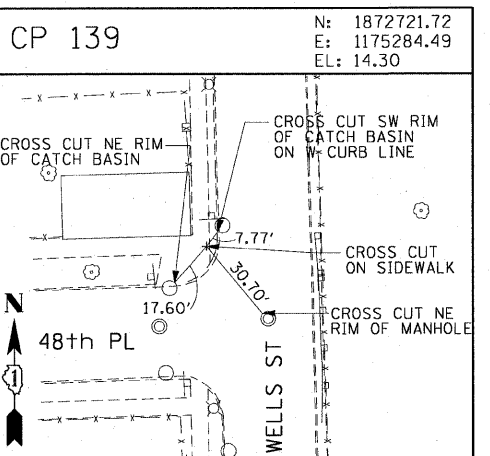 CP 139
N: 1872721.72
E: 1175284.49
EL: 14.30
CROSS CUT SW RIM
OF CATCH BASIN
ON W CURB LINE
CROSS CUT NE RIM
OF CATCH BASIN
7.77'
CROSS CUT
ON SIDEWALK
30.70'
17.60'
CROSS CUT NE
RIM OF MANHOLE
N
1
48th PL
WELLS ST